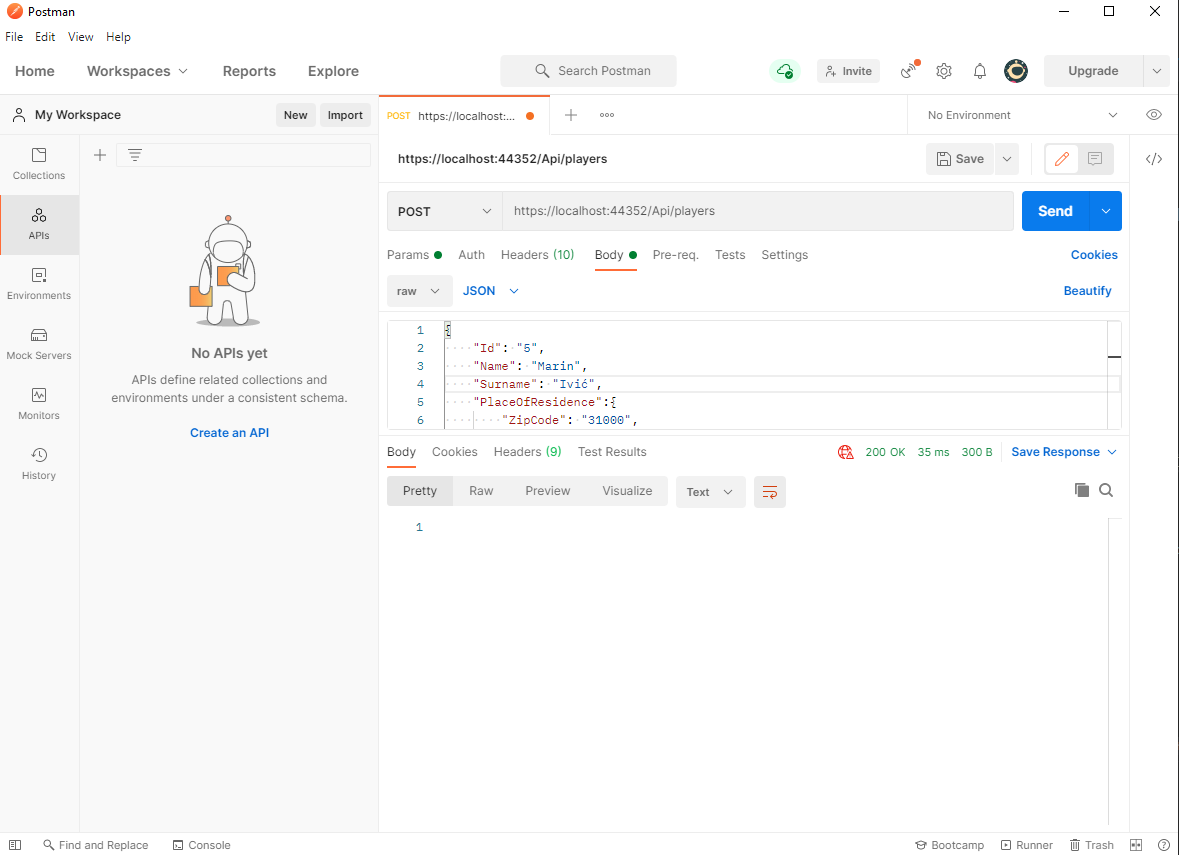 Postman
File Edit View Help
Home Workspaces Reports Explore Search Postman Invite Upgrade
My Workspace New Import
POST https://localhost:... No Environment
Collections
APIs
Environments
Mock Servers
Monitors
History
No APIs yet
APIs define related collections and
environments under a consistent schema.
Create an API
https://localhost:44352/Api/players Save
POST https://localhost:44352/Api/players Send
Params Auth Headers (10) Body Pre-req. Tests Settings Cookies
raw JSON Beautify
1 {
2 "Id": "5",
3 "Name": "Marin",
4 "Surname": "Ivić",
5 "PlaceOfResidence":{
6 "ZipCode": "31000",
Body Cookies Headers (9) Test Results 200 OK 35 ms 300 B Save Response
Pretty Raw Preview Visualize Text
1
Find and Replace Console Bootcamp Runner Trash